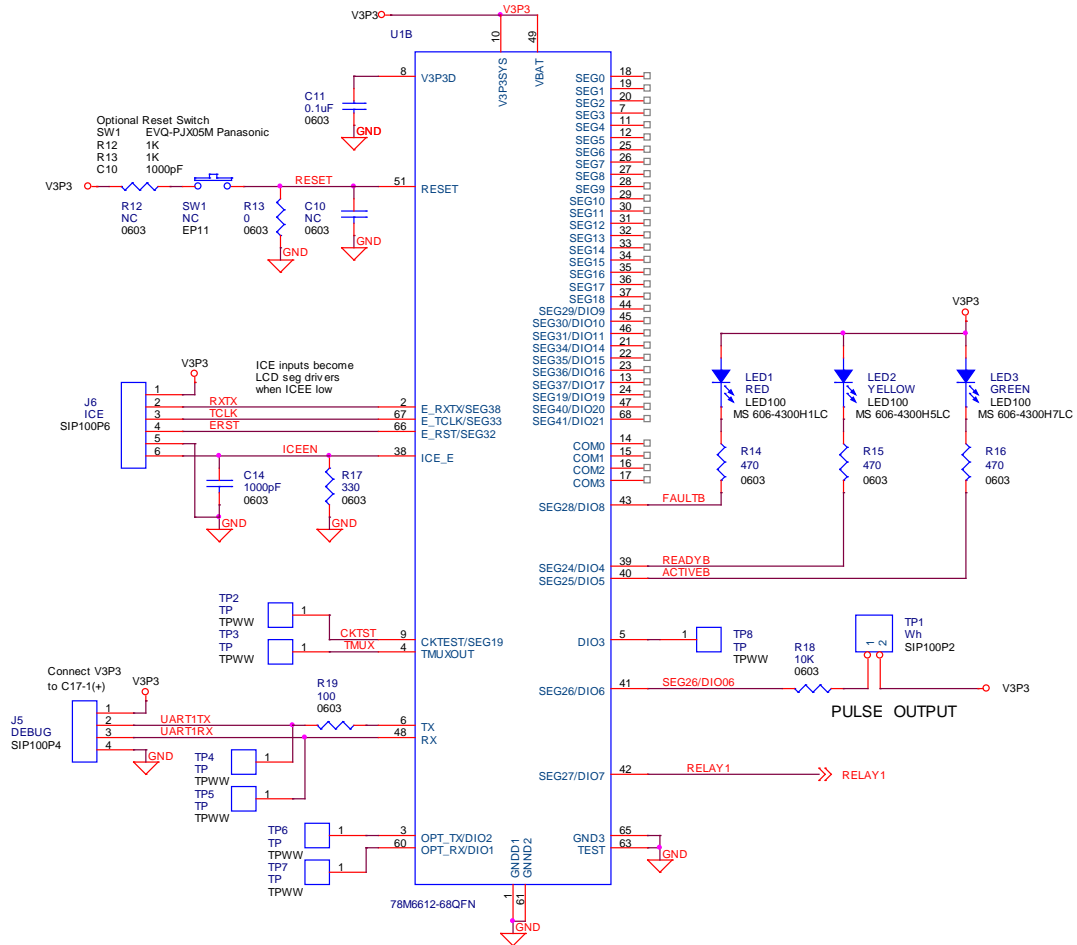 V3P3
V3P3
U1B
10
49
V3P3SYS
VBAT
8
V3P3D
C11
0.1uF
0603
GND
Optional Reset Switch
SW1 EVQ-PJX05M Panasonic
R12 1K
R13 1K
C10 1000pF
V3P3
RESET
51
RESET
R12
NC
0603
SW1
NC
EP11
R13
0
0603
C10
NC
0603
GND
GND
SEG0
18
SEG1
19
SEG2
20
SEG3
7
SEG4
11
SEG5
12
SEG6
25
SEG7
26
SEG8
27
SEG9
28
SEG10
29
SEG11
30
SEG12
31
SEG13
32
SEG14
33
SEG15
34
SEG16
35
SEG17
36
SEG18
37
SEG29/DIO9
44
SEG30/DIO10
45
SEG31/DIO11
46
SEG34/DIO14
21
SEG35/DIO15
22
SEG36/DIO16
23
SEG37/DIO17
13
SEG19/DIO19
24
SEG40/DIO20
47
SEG41/DIO21
68
COM0
14
COM1
15
COM2
16
COM3
17
SEG28/DIO8
43
FAULTB
SEG24/DIO4
39
READYB
SEG25/DIO5
40
ACTIVEB
V3P3
LED1
RED
LED100
MS 606-4300H1LC
LED2
YELLOW
LED100
MS 606-4300H5LC
LED3
GREEN
LED100
MS 606-4300H7LC
R14
470
0603
R15
470
0603
R16
470
0603
V3P3
ICE inputs become
LCD seg drivers
when ICEE low
J6
ICE
SIP100P6
1
2
3
4
5
6
RXTX
TCLK
ERST
ICEEN
2
67
66
38
E_RXTX/SEG38
E_TCLK/SEG33
E_RST/SEG32
ICE_E
C14
1000pF
0603
R17
330
0603
GND
GND
TP2
TP
TPWW
1
TP3
TP
TPWW
1
CKTST
TMUX
9
4
CKTEST/SEG19
TMUXOUT
DIO3
5
1
TP8
TP
TPWW
TP1
Wh
SIP100P2
1
2
R18
10K
0603
SEG26/DIO6
41
SEG26/DIO06
V3P3
PULSE OUTPUT
Connect V3P3
to C17-1(+)
V3P3
J5
DEBUG
SIP100P4
1
2
3
4
UART1TX
UART1RX
GND
R19
100
0603
6
48
TX
RX
TP4
TP
TPWW
1
TP5
TP
TPWW
1
SEG27/DIO7
42
RELAY1
RELAY1
TP6
TP
TPWW
1
TP7
TP
TPWW
1
3
60
OPT_TX/DIO2
OPT_RX/DIO1
GND3
65
TEST
63
GND
GNDD1
GNND2
1
61
GND
78M6612-68QFN